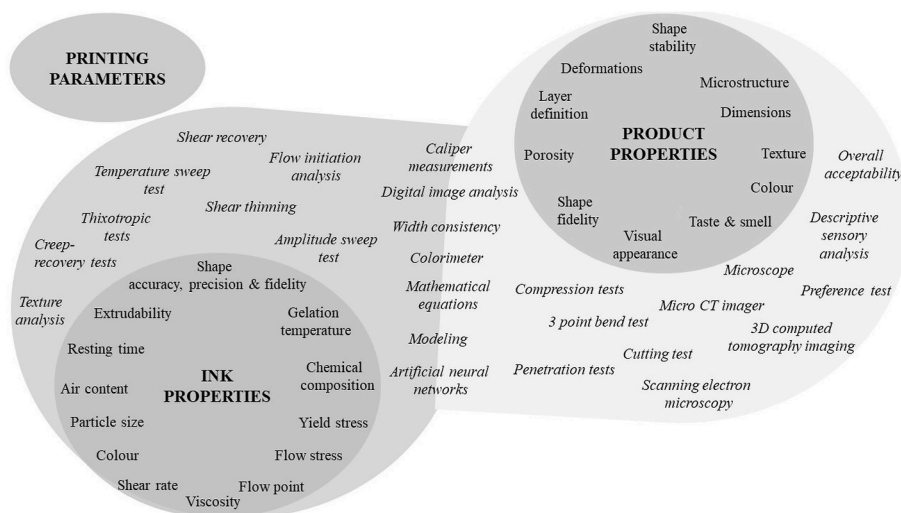 PRINTING
PARAMETERS
Shear recovery
Flow initiation
analysis
Temperature sweep
test
Shear thinning
Thixotropic
tests
Amplitude sweep
test
Creep-
recovery tests
Texture
analysis
Caliper
measurements
Digital image analysis
Width consistency
Colorimeter
Mathematical
equations
Modeling
Artificial neural
networks
Shape
accuracy, precision & fidelity
Extrudability
Gelation
temperature
Resting time
INK
PROPERTIES
Chemical
composition
Air content
Particle size
Yield stress
Colour
Flow stress
Shear rate
Flow point
Viscosity
Shape
stability
Deformations
Microstructure
Layer
definition
Dimensions
PRODUCT
PROPERTIES
Porosity
Texture
Colour
Shape
fidelity
Taste & smell
Visual
appearance
Overall
acceptability
Descriptive
sensory
analysis
Microscope
Preference test
Compression tests
Micro CT imager
3 point bend test
3D computed
tomography imaging
Cutting test
Penetration tests
Scanning electron
microscopy